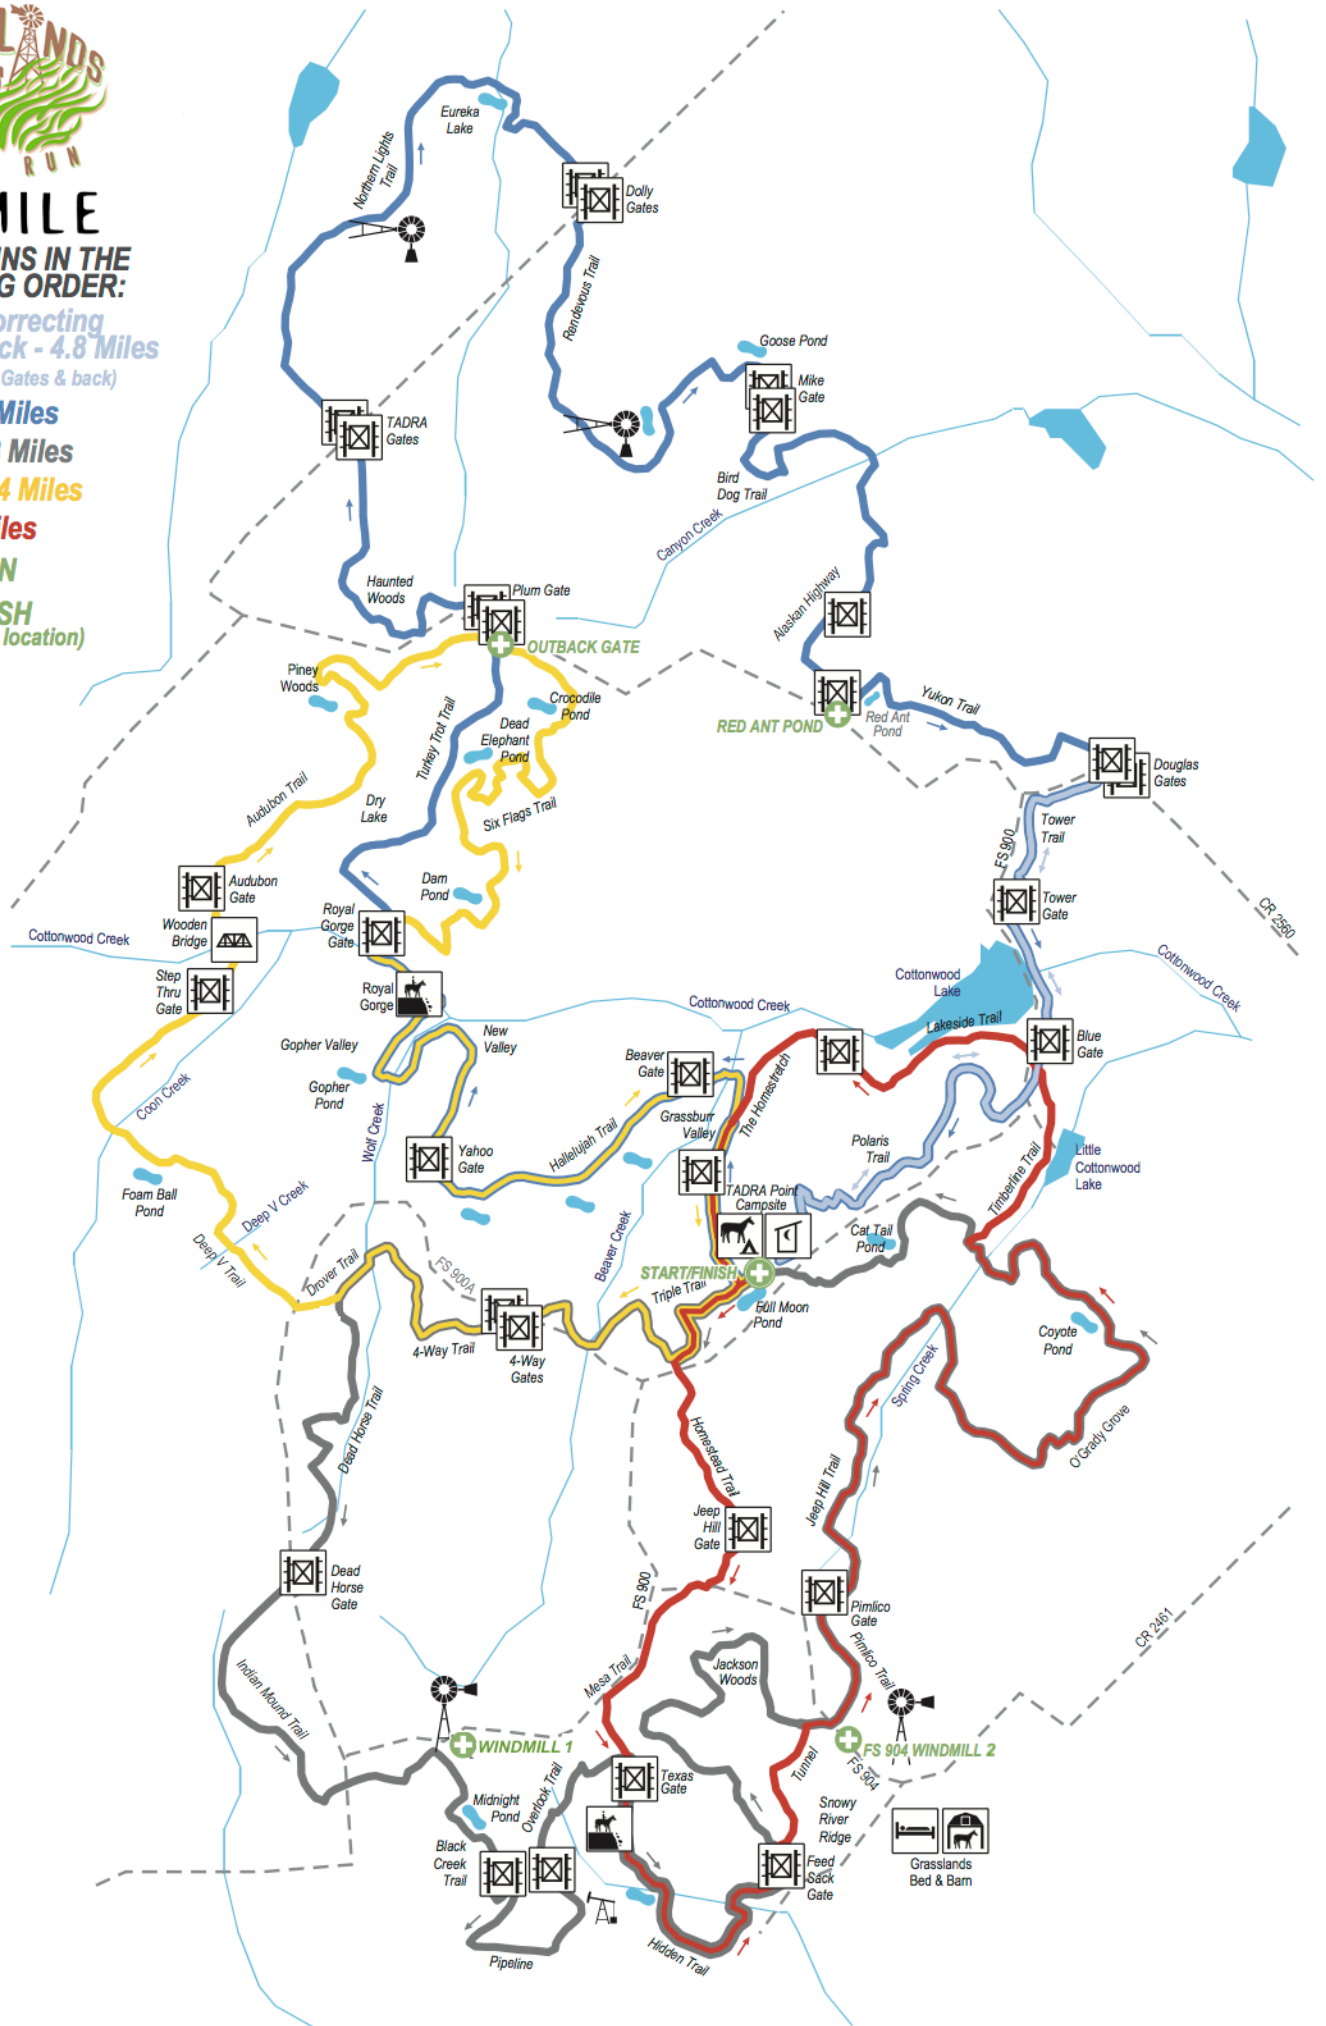 L NDS
RUN
MILE
NS IN THE
G ORDER:
orrecting
ck - 4.8 Miles
Gates & back)
Miles
Miles
4 Miles
iles
N
SH
location)
Eureka
Lake
Northern Lights
Trail
Dolly
Gates
Rendevous Trail
Goose Pond
Mike
Gate
TADRA
Gates
Bird
Dog Trail
Canyon Creek
Haunted
Woods
Plum Gate
Alaskan Highway
OUTBACK GATE
Piney
Woods
Crocodile
Pond
Dead
Elephant
Pond
Turkey Trot Trail
RED ANT POND
Red Ant
Pond
Yukon Trail
Douglas
Gates
Audubon Trail
Dry
Lake
Six Flags Trail
Tower
Trail
FS 900
Dam
Pond
Audubon
Gate
Tower
Gate
CR 2560
Royal
Gorge
Gate
Wooden
Bridge
Cottonwood Creek
Step
Thru
Gate
Royal
Gorge
Cottonwood
Lake
Cottonwood Creek
Cottonwood Creek
Lakeside Trail
Gopher Valley
New
Valley
Blue
Gate
Beaver
Gate
Gopher
Pond
Coon Creek
The Homestretch
Grassburr
Valley
Wolf Creek
Yahoo
Gate
Hallelujah Trail
Polaris
Trail
Little
Cottonwood
Lake
Timberline Trail
Foam Ball
Pond
Deep V Creek
TADRA Point
Campsite
Deep V Trail
Beaver Creek
Cat Tail
Pond
Drover Trail
FS 900A
START/FINISH
Triple Trail
Full Moon
Pond
4-Way Trail
4-Way
Gates
Coyote
Pond
Spring Creek
Dead Horse Trail
Homestead Trail
O'Grady Grove
Jeep Hill Trail
Jeep
Hill
Gate
Dead
Horse
Gate
FS 900
Pimlico
Gate
CR 2461
Pimlico Trail
Indian Mound Trail
Mesa Trail
Jackson
Woods
WINDMILL 1
FS 904 WINDMILL 2
Tunnel
FS 904
Texas
Gate
Overlook Trail
Midnight
Pond
Snowy
River
Ridge
Black
Creek
Trail
Feed
Sack
Gate
Grasslands
Bed & Barn
Hidden Trail
Pipeline